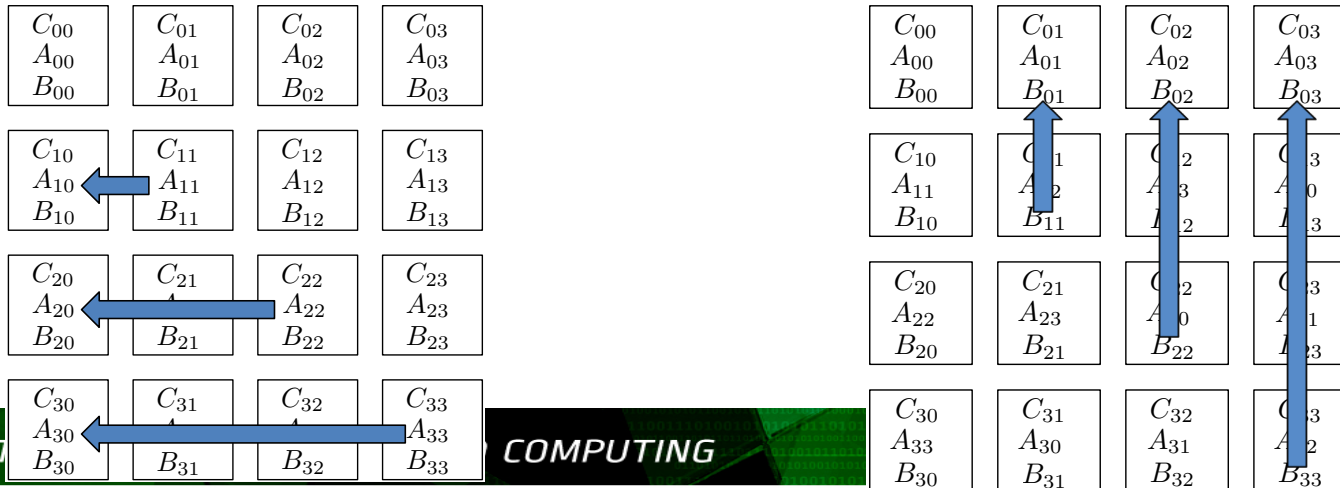 C₀₀ C₀₁ C₀₂ C₀₃
A₀₀ A₀₁ A₀₂ A₀₃
B₀₀ B₀₁ B₀₂ B₀₃
C₁₀ C₁₁ C₁₂ C₁₃
A₁₀ A₁₁ A₁₂ A₁₃
B₁₀ B₁₁ B₁₂ B₁₃
C₂₀ C₂₁ C₂₂ C₂₃
A₂₀ A₂₂ A₂₃
B₂₀ B₂₁ B₂₂ B₂₃
C₃₀ C₃₁ C₃₂ C₃₃
A₃₀ A₃₃
B₃₀ B₃₁ B₃₂ B₃₃
COMPUTING
C₀₀ C₀₁ C₀₂ C₀₃
A₀₀ A₀₁ A₀₂ A₀₃
B₀₀ B₀₁ B₀₂ B₀₃
C₁₀
A₁₁
B₁₀ B₁₁
C₂₀ C₂₁
A₂₂ A₂₃
B₂₀ B₂₁ B₂₂
C₃₀ C₃₁ C₃₂
A₃₃ A₃₀ A₃₁
B₃₀ B₃₁ B₃₂ B₃₃